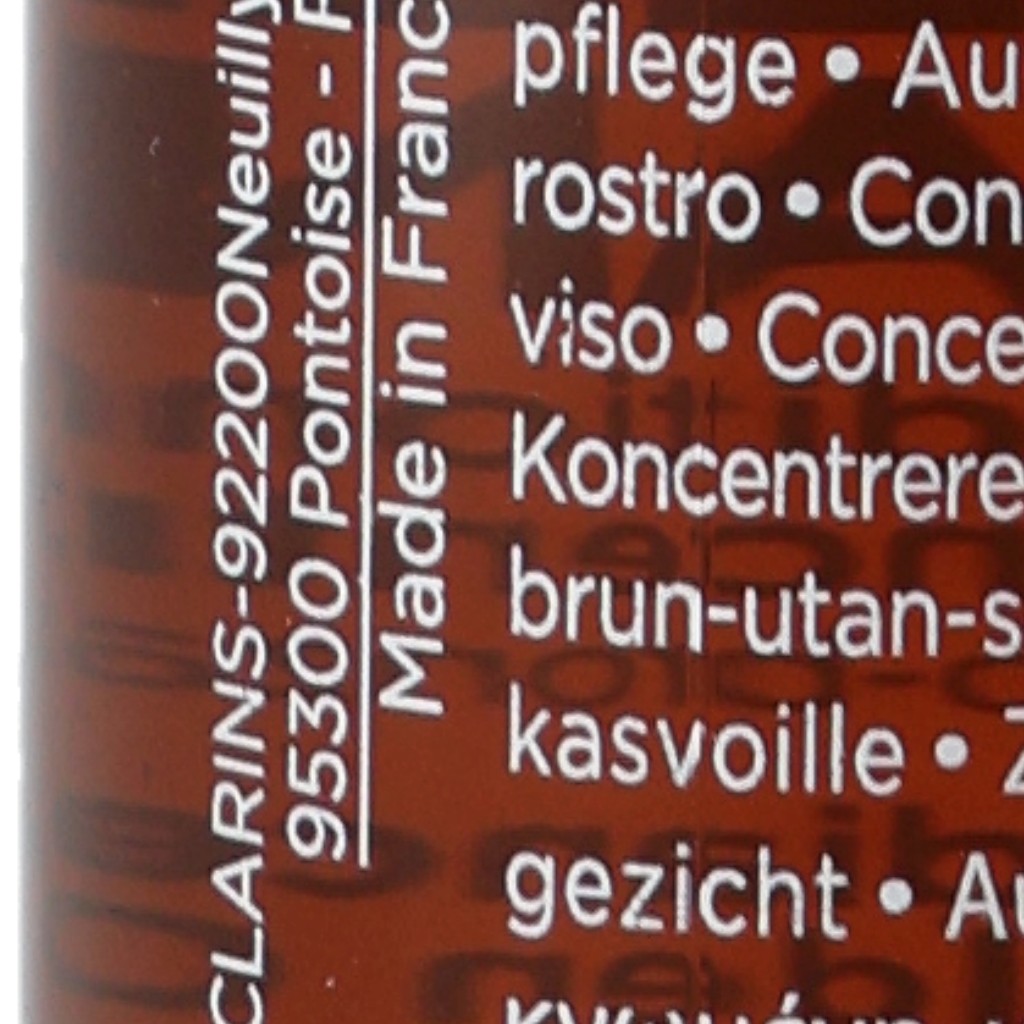 CLARINS-92200Neuilly
95300 Pontoise -
Made in Franc
pflege • Au
rostro • Con
viso • Conce
Koncentrere
brun-utan-s
kasvoille • Z
gezicht • Au